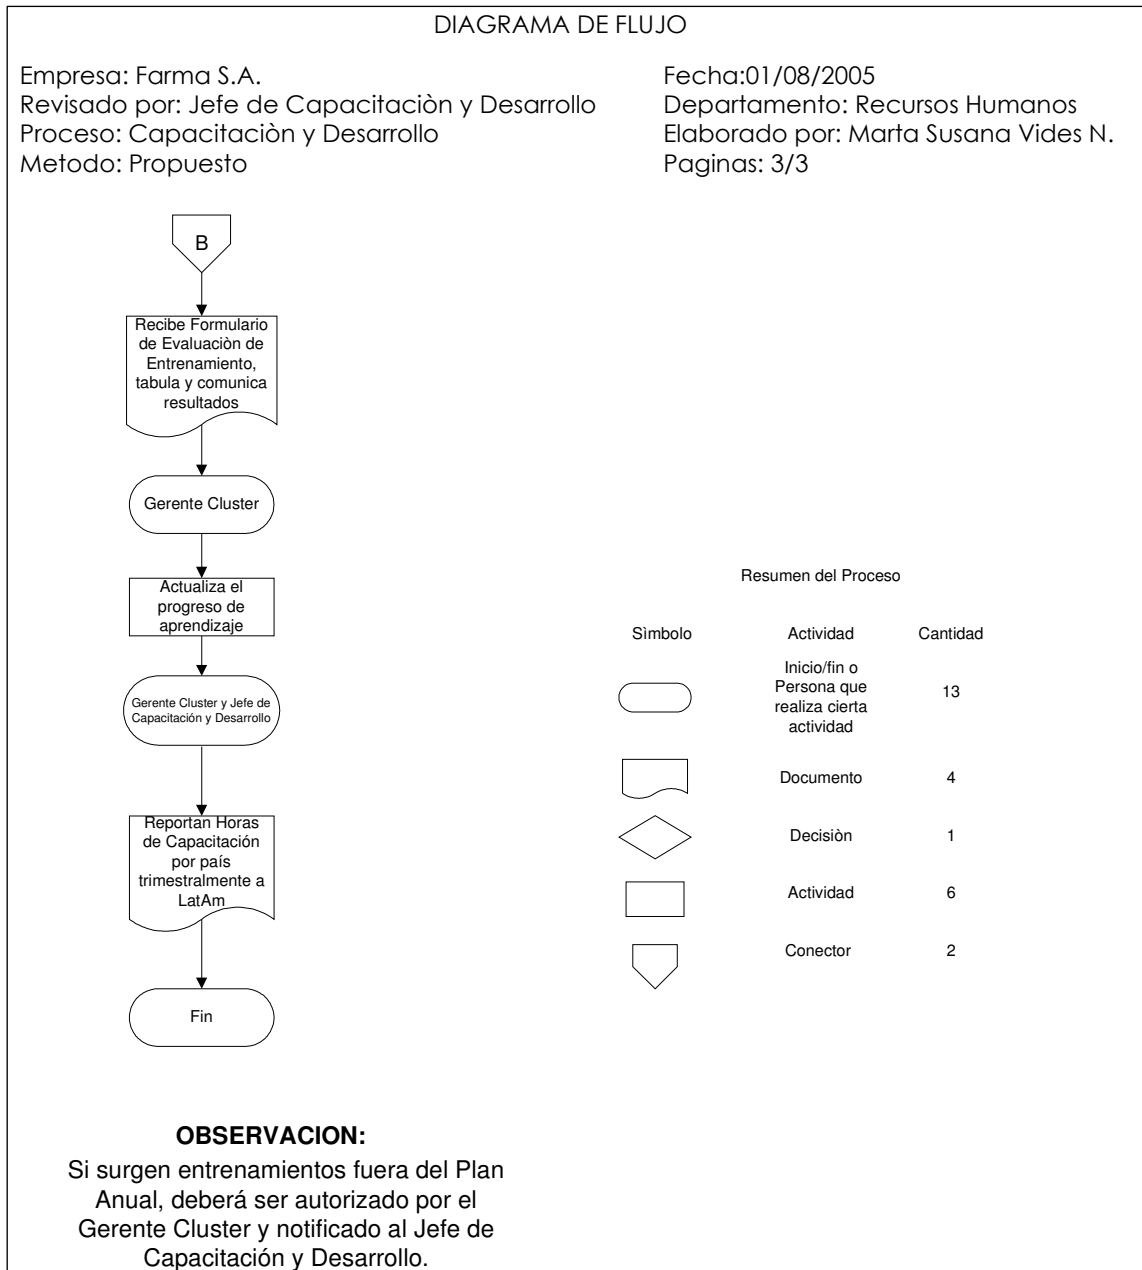 DIAGRAMA DE FLUJO
Empresa: Farma S.A.
Revisado por: Jefe de Capacitaciòn y Desarrollo
Proceso: Capacitaciòn y Desarrollo
Metodo: Propuesto
Fecha:01/08/2005
Departamento: Recursos Humanos
Elaborado por: Marta Susana Vides N.
Paginas: 3/3
B
Recibe Formulario
de Evaluaciòn de
Entrenamiento,
tabula y comunica
resultados
Gerente Cluster
Actualiza el
progreso de
aprendizaje
Gerente Cluster y Jefe de
Capacitación y Desarrollo
Reportan Horas
de Capacitación
por país
trimestralmente a
LatAm
Fin
Resumen del Proceso
Sìmbolo Actividad Cantidad
Inicio/fin o
Persona que
realiza cierta
actividad
13
Documento 4
Decisiòn 1
Actividad 6
Conector 2
OBSERVACION:
Si surgen entrenamientos fuera del Plan
Anual, deberá ser autorizado por el
Gerente Cluster y notificado al Jefe de
Capacitación y Desarrollo.